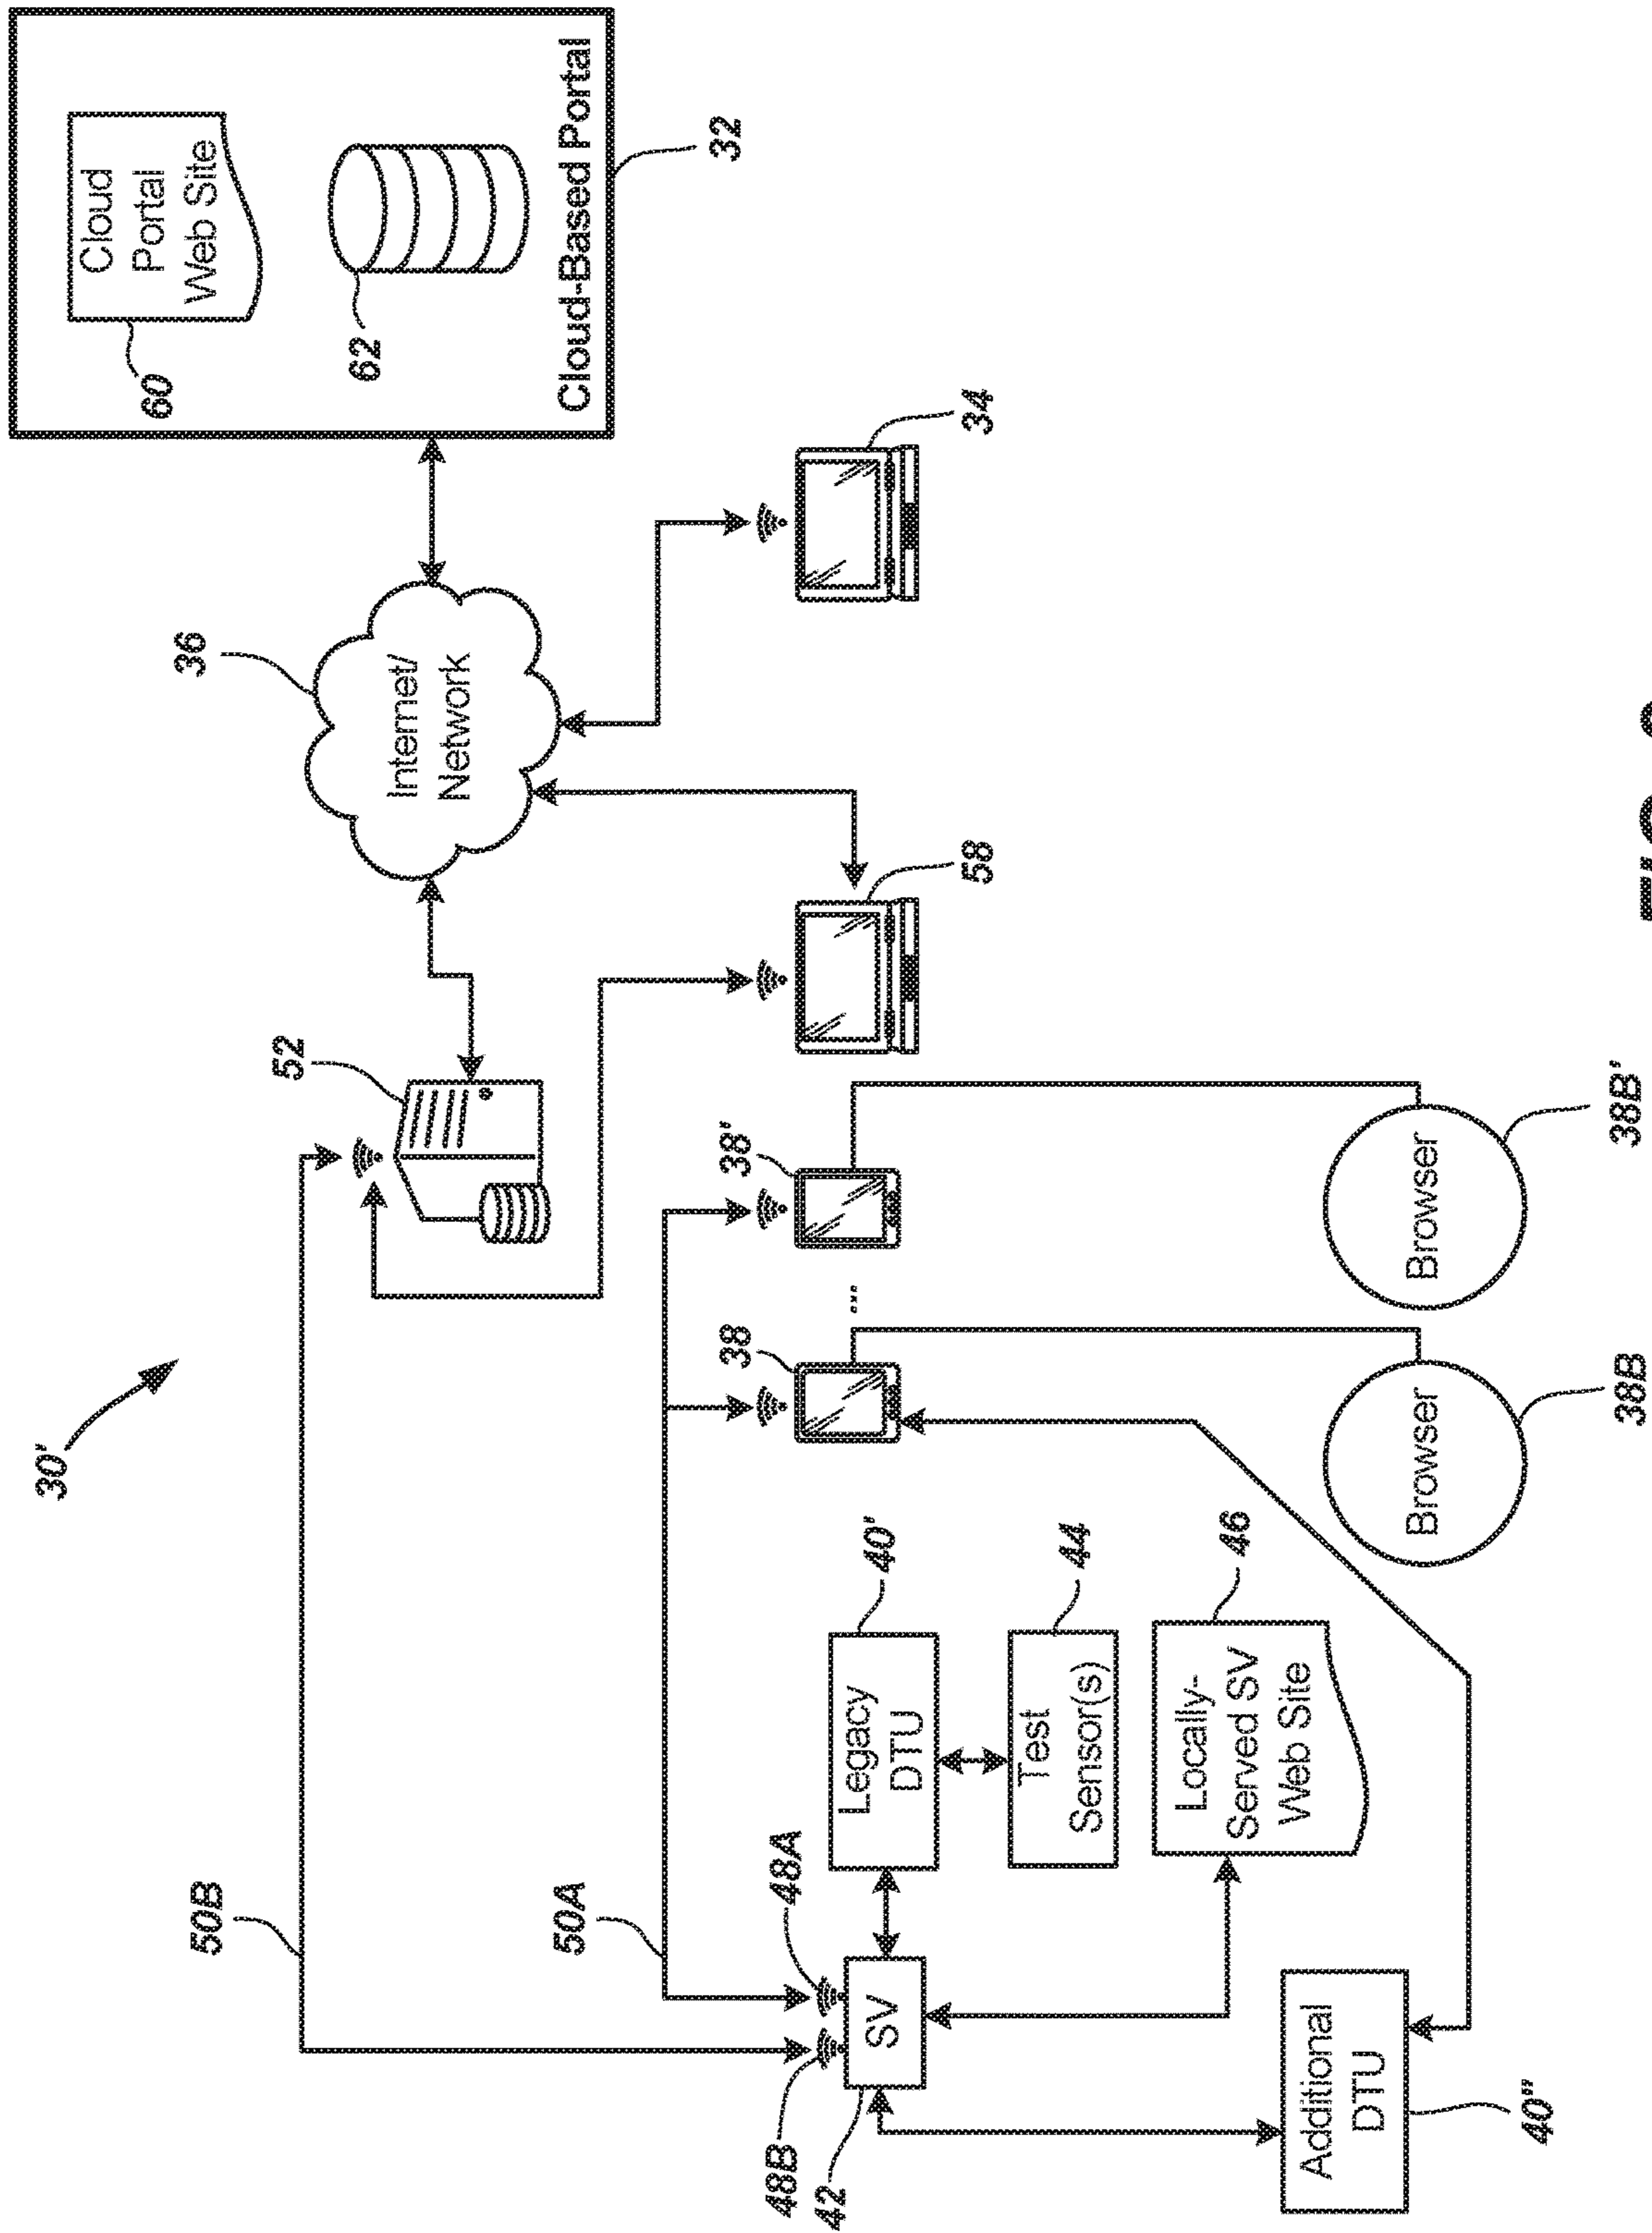 30'
50B
52
36
Cloud
Portal
Web Site
60
62
Cloud-Based Portal
32
Internet/
Network
50A
48B
48A
42
SV
Legacy
DTU
40'
Test
Sensor(s)
44
Locally-
Served SV
Web Site
46
Additional
DTU
40"
38
...
38'
58
34
Browser
38B
Browser
38B'